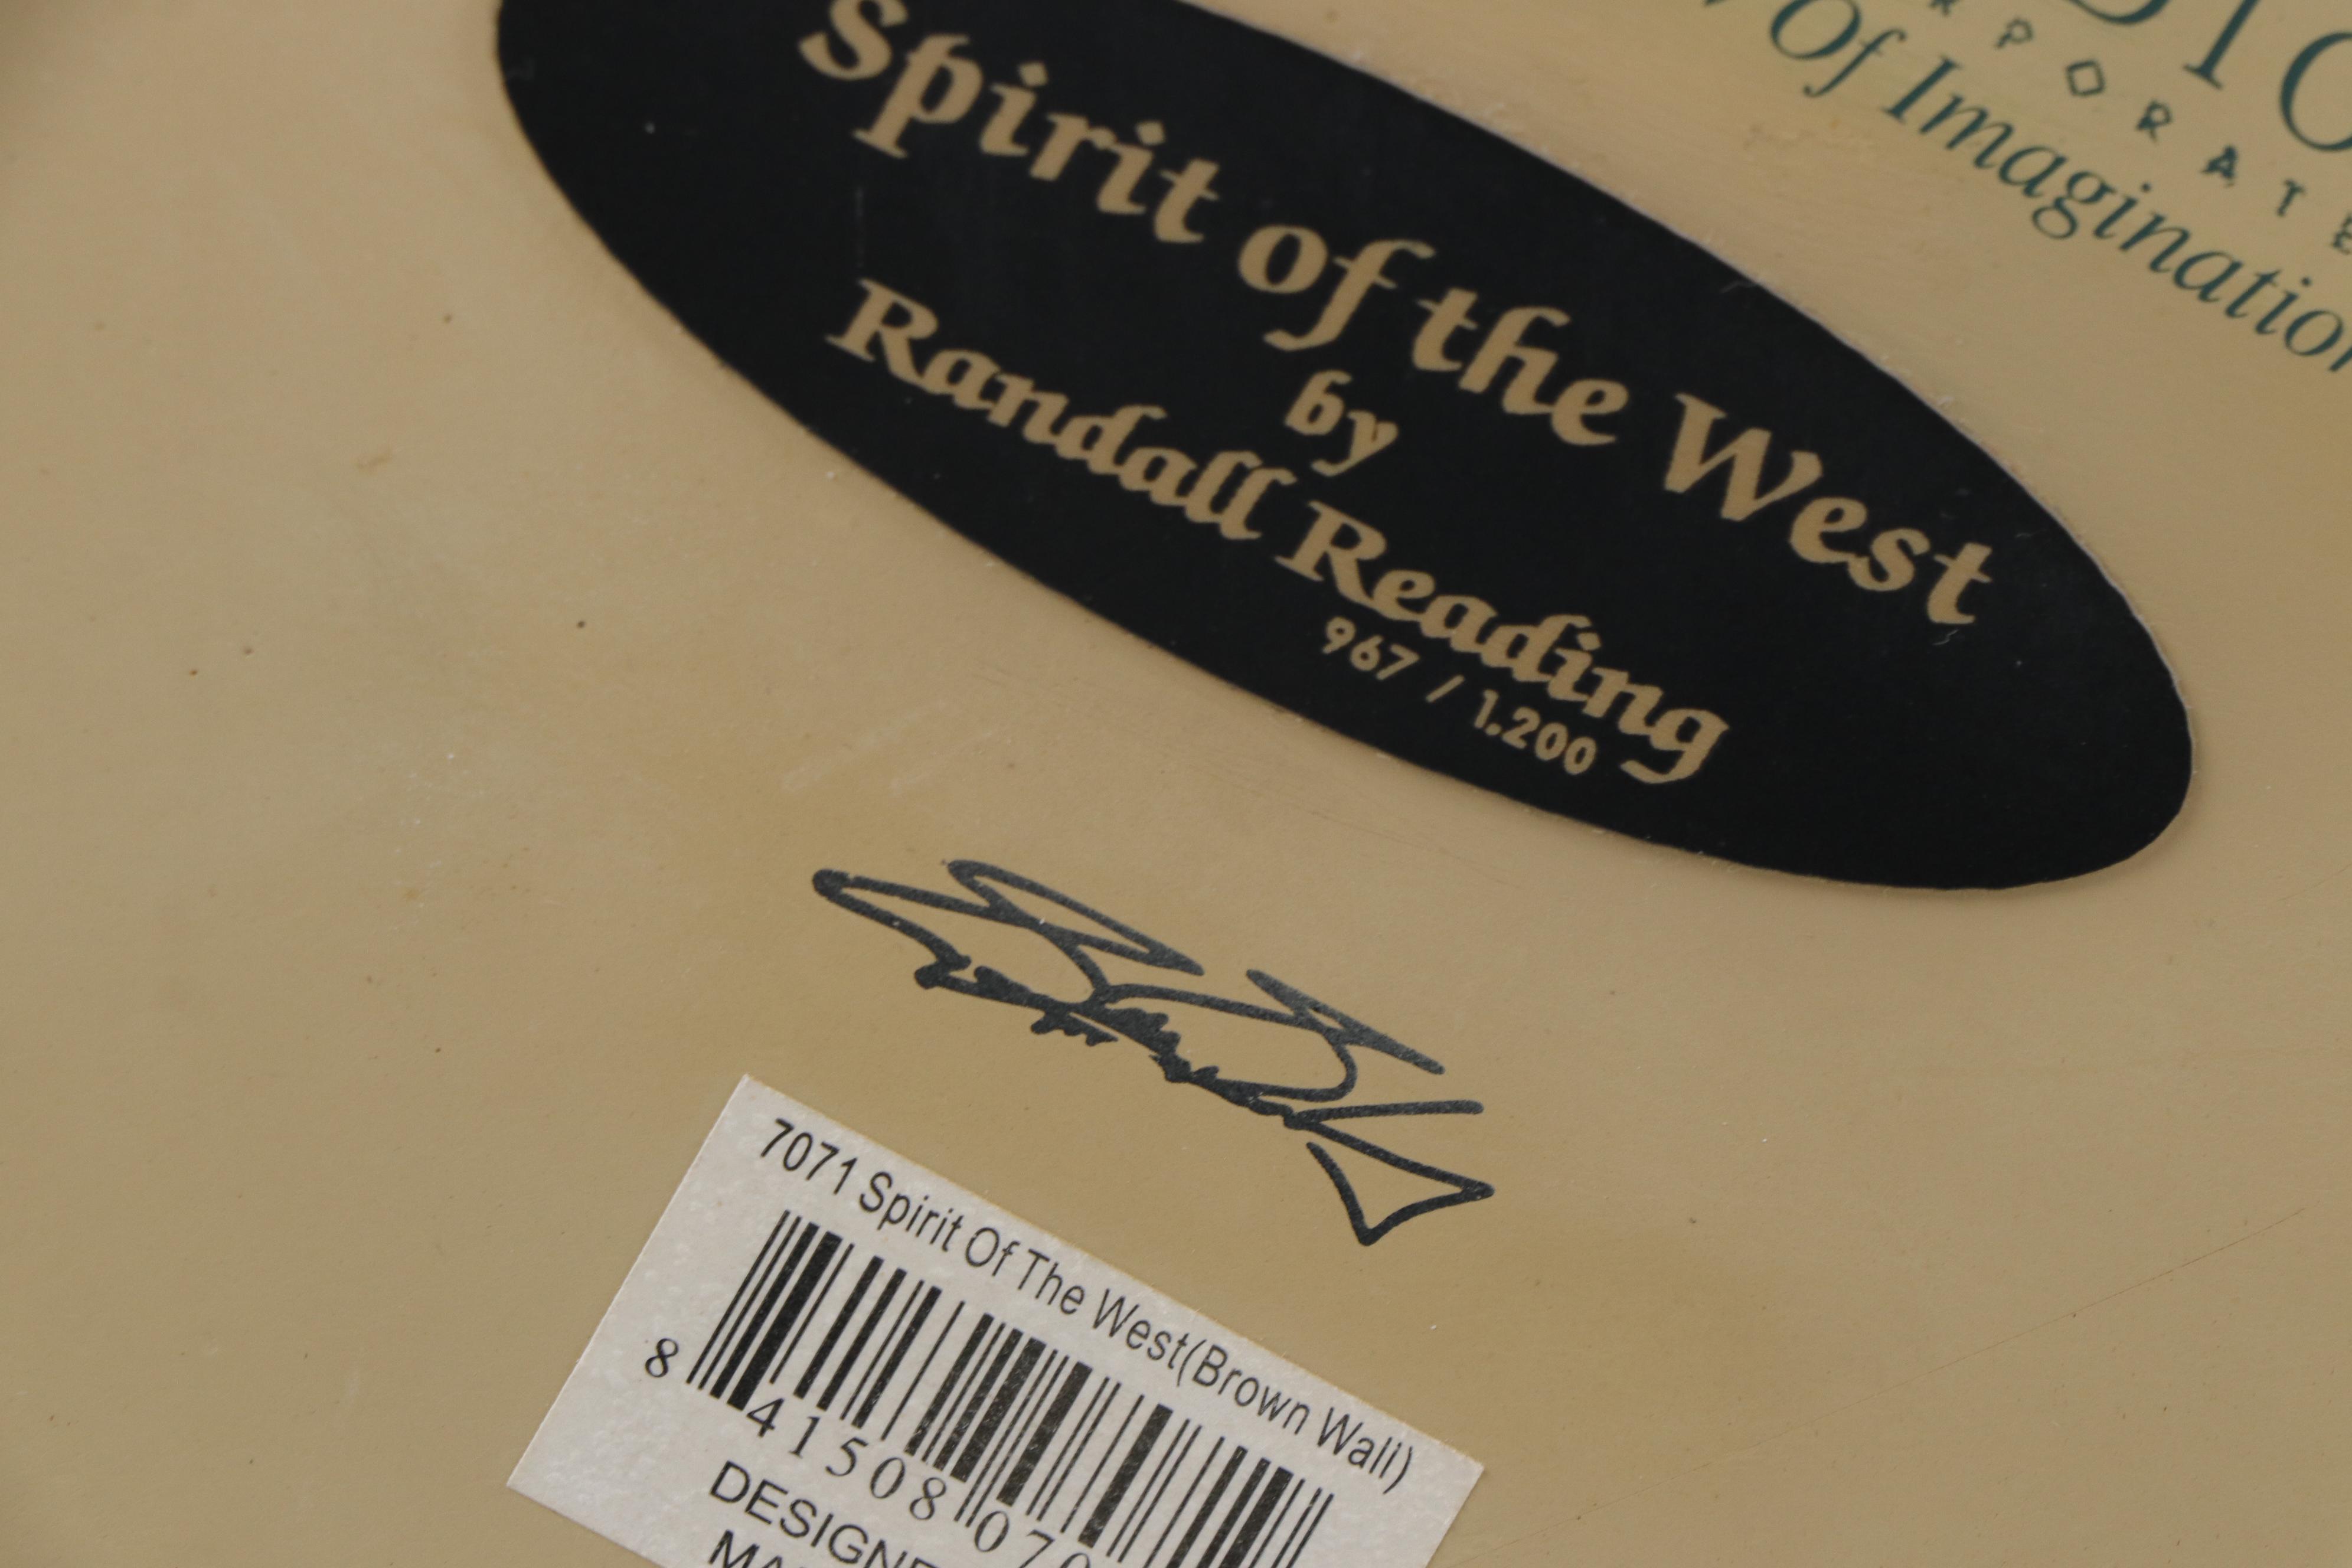 Of Imagination
Spirit of the West
by
Randall Reading
967 / 1.200
7071 Spirit Of The West(Brown Wall)
8 41508 070